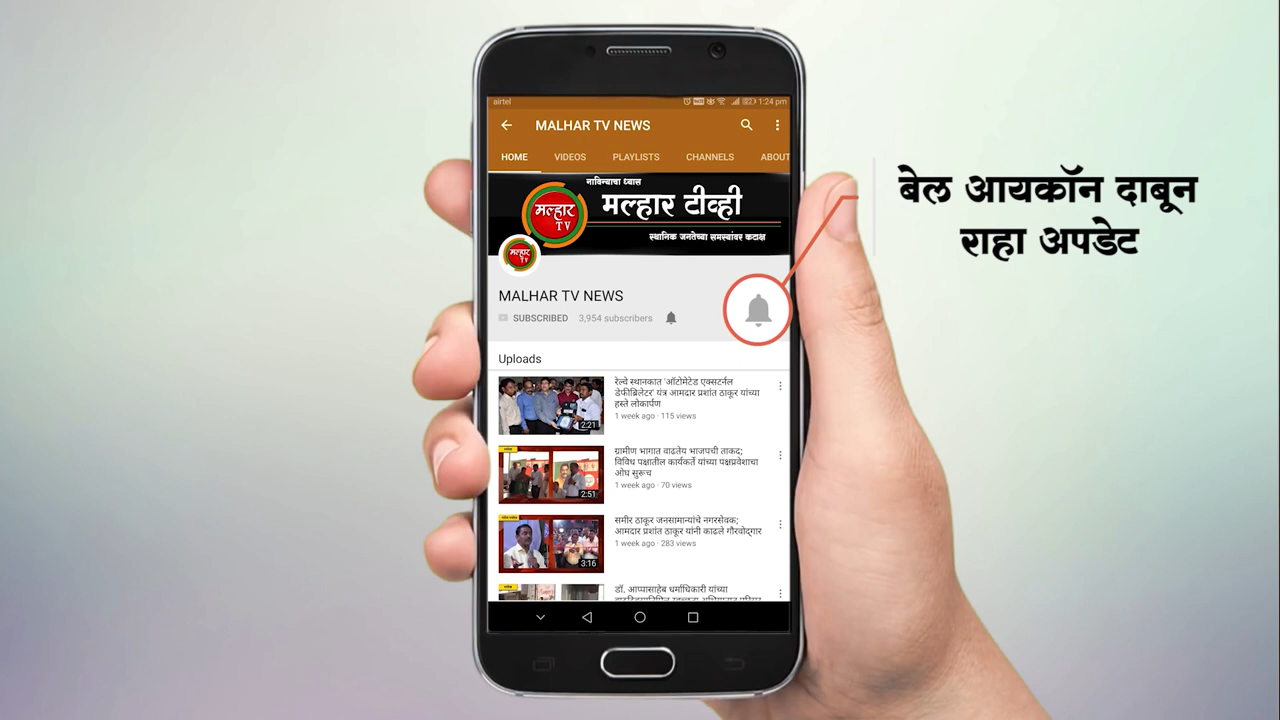 airtel 1:24 pm
MALHAR TV NEWS
HOME VIDEOS PLAYLISTS CHANNELS ABOUT
नाविन्याचा ध्यास
मल्हार टीव्ही
स्थानिक जनतेच्या समस्यांवर कटाक्ष
मल्हार
TV
मल्हार
TV
MALHAR TV NEWS
SUBSCRIBED 3,954 subscribers
बेल आयकॉन दाबून
राहा अपडेट
Uploads
रेल्वे स्थानकात 'ऑटोमेटेड एक्सटर्नल
डेफीब्रिलेटर' यंत्र आमदार प्रशांत ठाकूर यांच्या
हस्ते लोकार्पण
1 week ago · 115 views
2:21
ग्रामीण भागात वाढतेय भाजपची ताकद;
विविध पक्षातील कार्यकर्ते यांच्या पक्षप्रवेशाचा
ओघ सुरूच
1 week ago · 70 views
2:51
समीर ठाकूर जनसामान्यांचे नगरसेवक;
आमदार प्रशांत ठाकूर यांनी काढले गौरवोद्गार
1 week ago · 283 views
3:16
डॉ. आप्पासाहेब धर्माधिकारी यांच्या